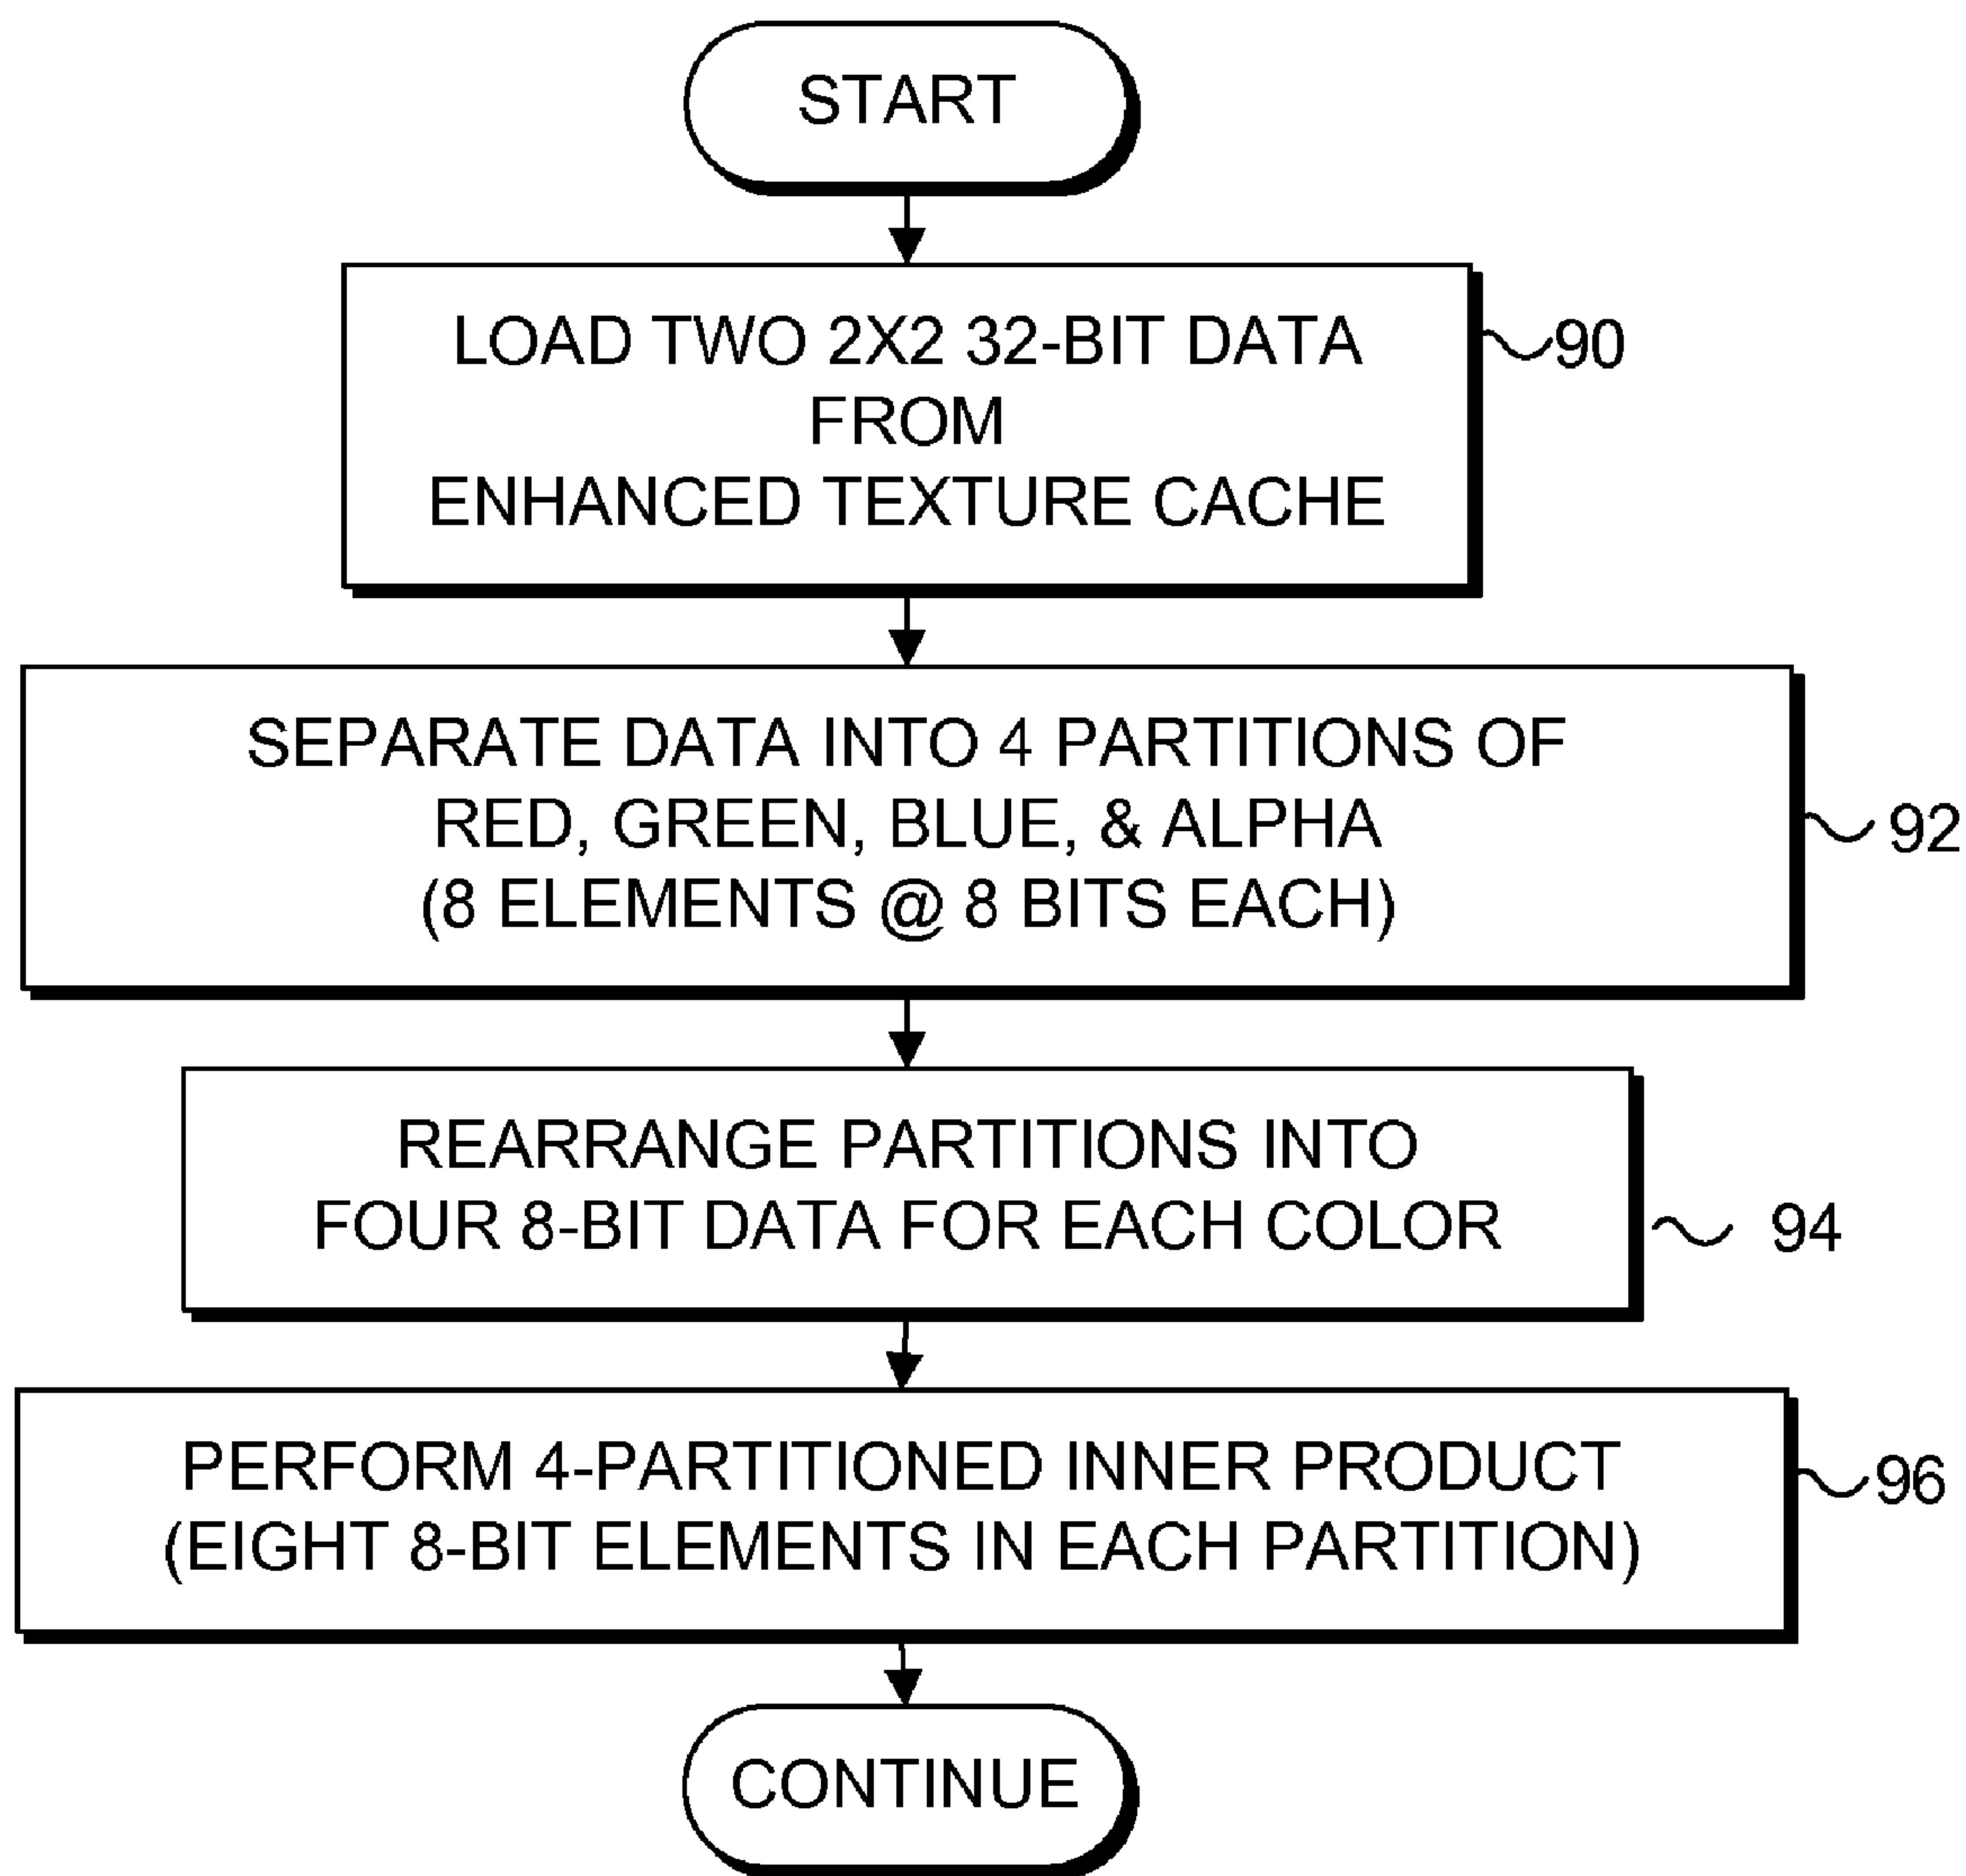 START
LOAD TWO 2X2 32-BIT DATA
FROM
ENHANCED TEXTURE CACHE
90
SEPARATE DATA INTO 4 PARTITIONS OF
RED, GREEN, BLUE, & ALPHA
(8 ELEMENTS @ 8 BITS EACH)
92
REARRANGE PARTITIONS INTO
FOUR 8-BIT DATA FOR EACH COLOR
94
PERFORM 4-PARTITIONED INNER PRODUCT
(EIGHT 8-BIT ELEMENTS IN EACH PARTITION)
96
CONTINUE